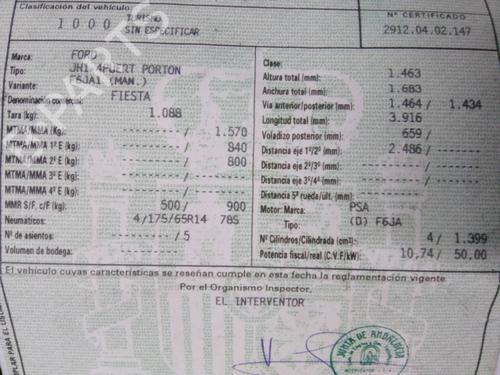 Clasificación del vehículo:
1000 TURISMO
SIN ESPECIFICAR
Nº CERTIFICADO
2912.04.02.147
Marca: FORD
Tipo: JH1 4PUERT PORTON
Variante: F6JA1 (MAN.)
Denominación comercial: FIESTA
Tara (kg): 1.088
MTMA/MMA (Kg): ------/ 1.570
MTMA/MMA 1º E (kg) ------/ 840
MTMA/MMA 2º E (kg) ------/ 800
MTMA/MMA 3º E (kg) ------/------
MTMA/MMA 4º E (kg) ------/------
MMR S/F, c/F (kg) 500/ 900
Neumáticos: 4/175/65R14 78S
Nº de asientos: ------/5
Volumen de bodega: ------
Clase:
Altura total (mm): 1.463
Anchura total (mm): 1.683
Via anterior/posterior (mm): 1.464/ 1.434
Longitud total (mm): 3.916
Voladizo posterior (mm): 659/
Distancia eje 1º/2º (mm): 2.486
Distancia eje 2º/3º (mm):
Distancia eje 3º/4º (mm):
Distancia 5ª rueda/últ. (mm):
Motor: Marca: PSA
Tipo: (D) F6JA
Nº Cilindros/Cilindrada (cm³): 4/ 1.399
Potencia fiscal/real (C.V.F/kW) 10,74/ 50,00
El vehículo cuyas características se reseñan cumple en esta fecha la reglamentación vigente
Por el Organismo Inspector,
EL INTERVENTOR
JUNTA DE ANDALUCIA
PARTS